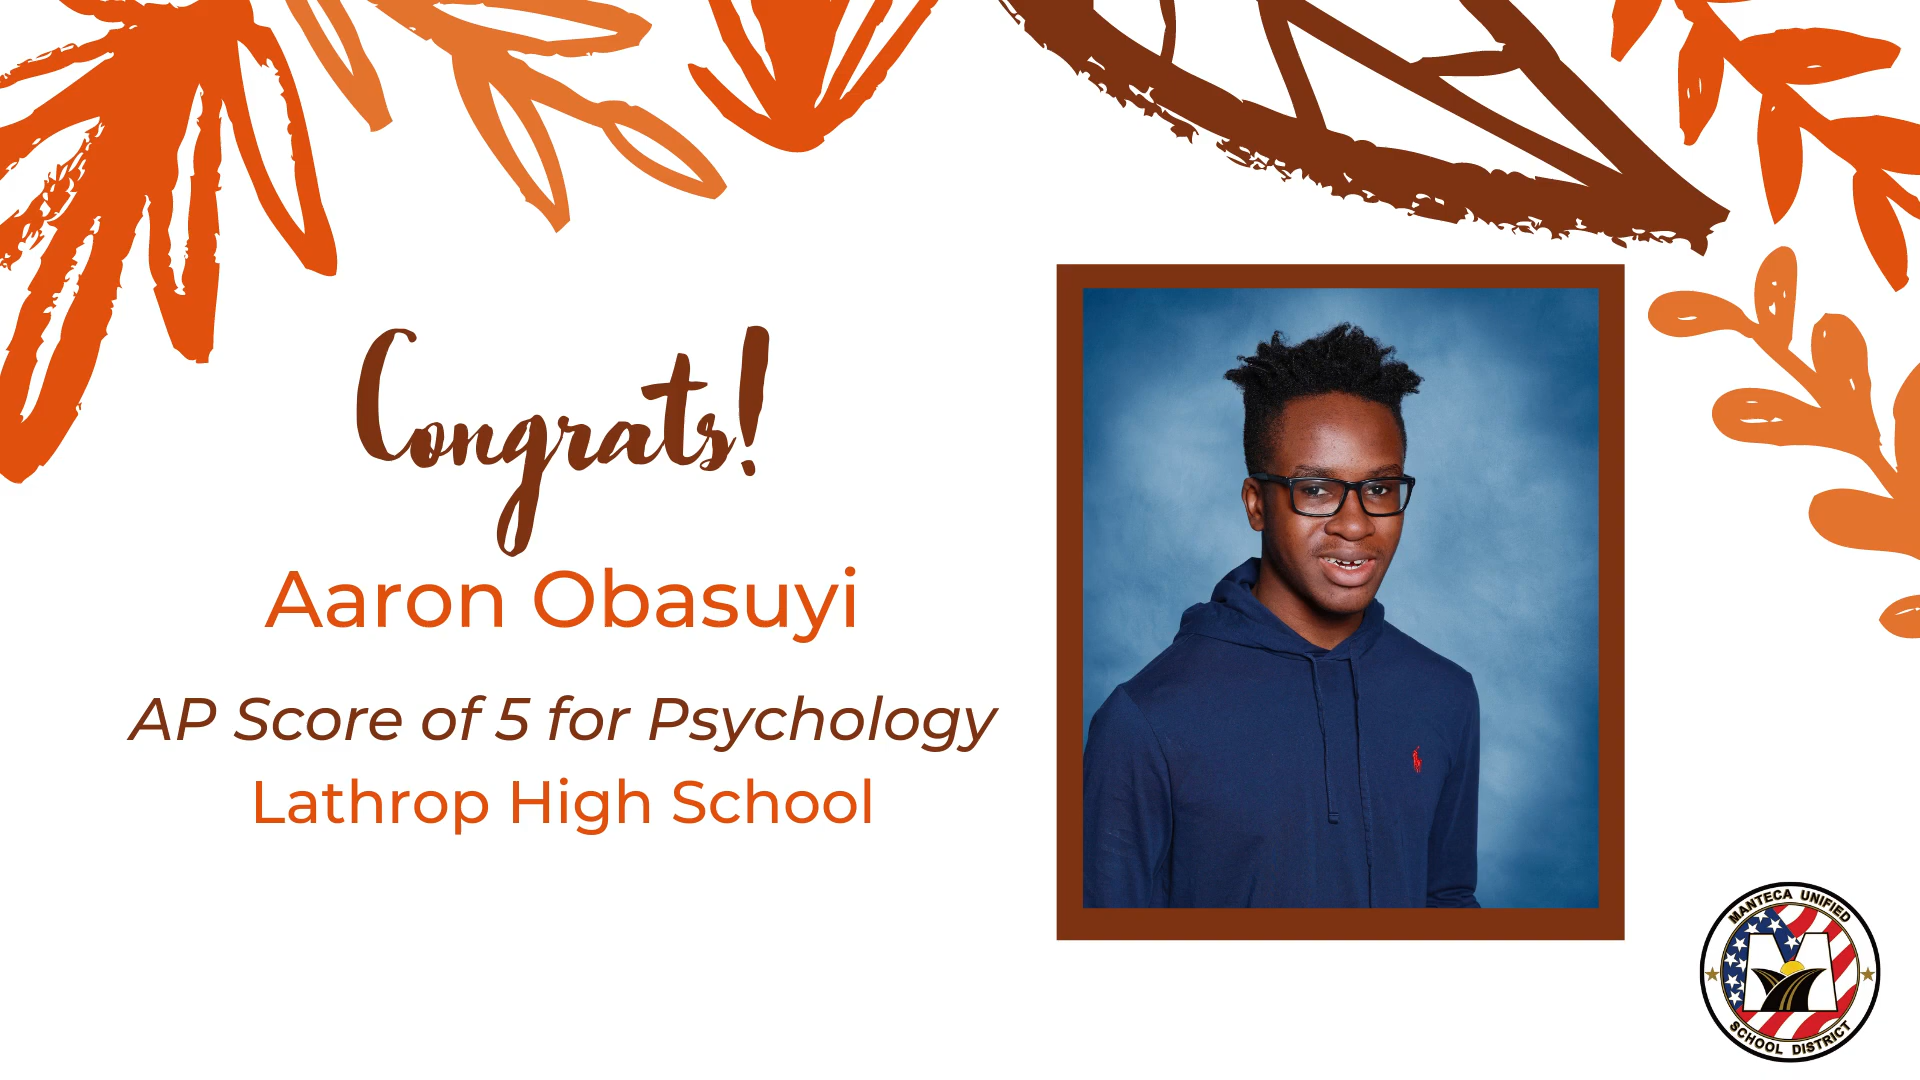 Congrats!
Aaron Obasuyi
AP Score of 5 for Psychology
Lathrop High School
MANTECA UNIFIED
SCHOOL DISTRICT